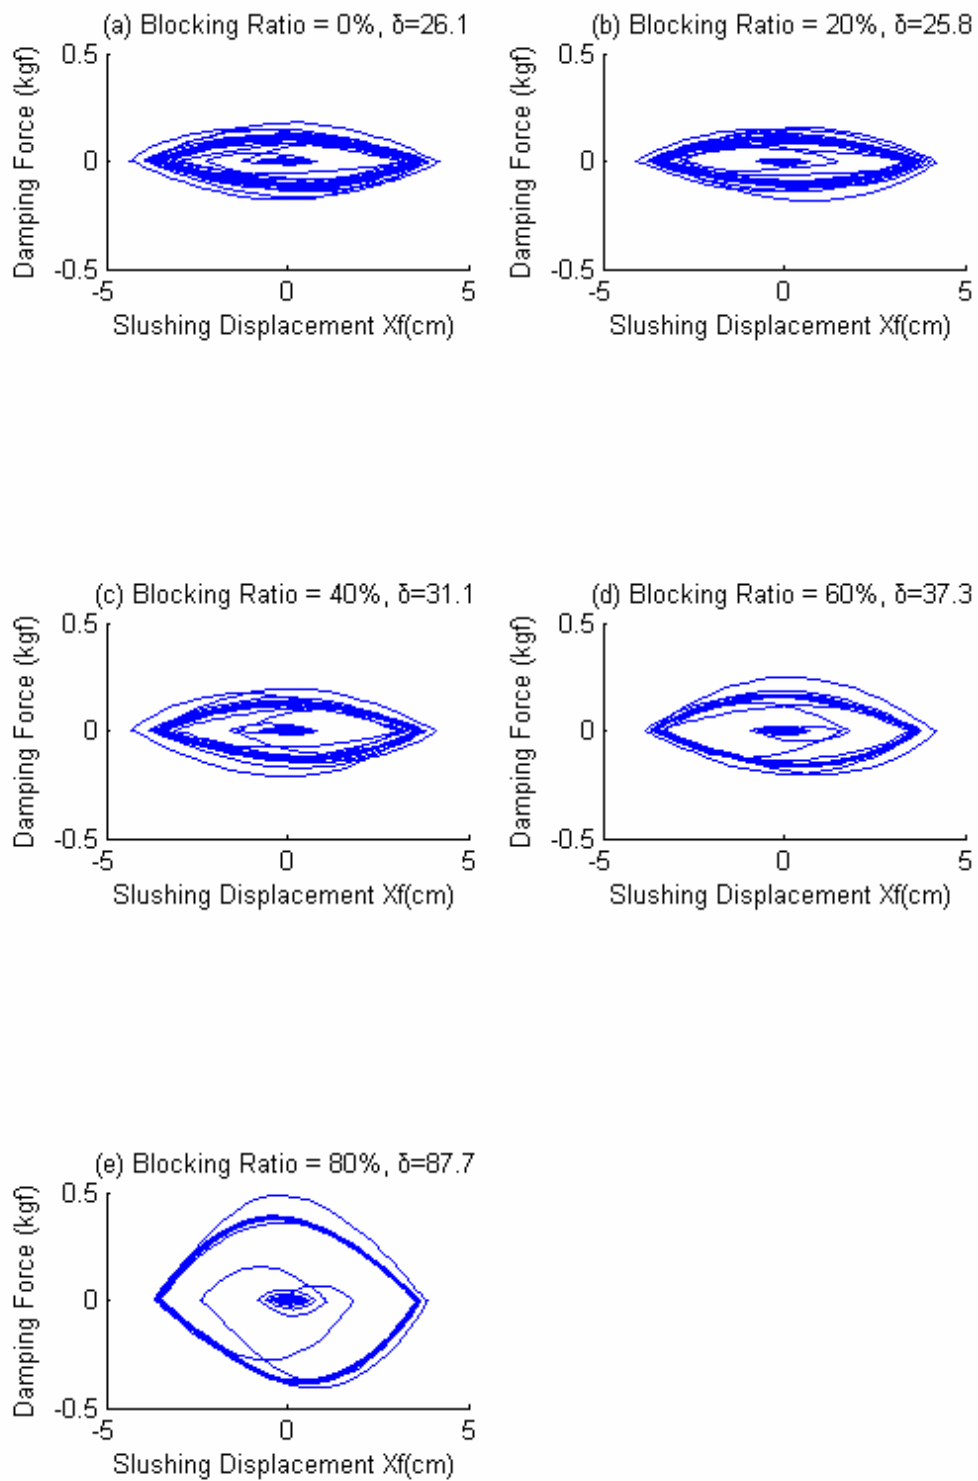 (a) Blocking Ratio = 0%, δ=26.1
0.5
0
-0.5
Damping Force (kgf)
-5 0 5
Slushing Displacement Xf(cm)
(b) Blocking Ratio = 20%, δ=25.8
0.5
0
-0.5
Damping Force (kgf)
-5 0 5
Slushing Displacement Xf(cm)
(c) Blocking Ratio = 40%, δ=31.1
0.5
0
-0.5
Damping Force (kgf)
-5 0 5
Slushing Displacement Xf(cm)
(d) Blocking Ratio = 60%, δ=37.3
0.5
0
-0.5
Damping Force (kgf)
-5 0 5
Slushing Displacement Xf(cm)
(e) Blocking Ratio = 80%, δ=87.7
0.5
0
-0.5
Damping Force (kgf)
-5 0 5
Slushing Displacement Xf(cm)